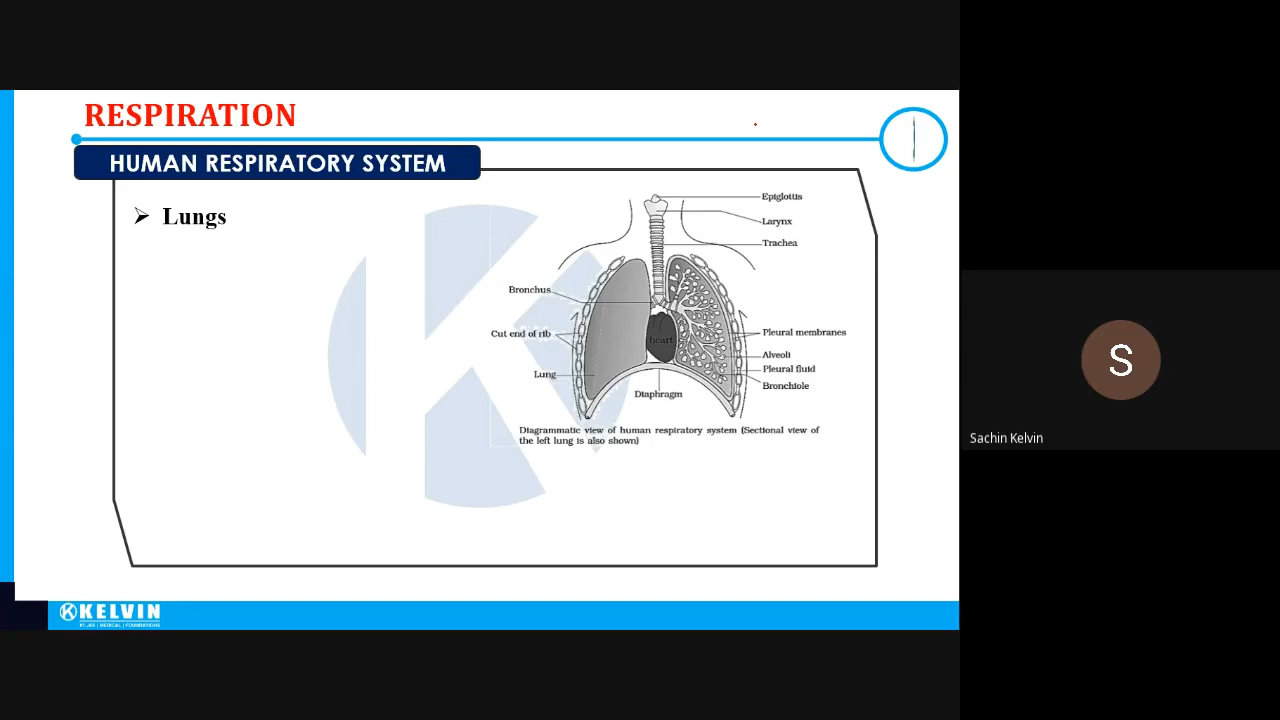 RESPIRATION
HUMAN RESPIRATORY SYSTEM
Lungs
Epiglottis
Larynx
Trachea
Bronchus
Cut end of rib
heart
Pleural membranes
Alveoli
Lung
Pleural fluid
Bronchiole
Diaphragm
Diagrammatic view of human respiratory system (Sectional view of
the left lung is also shown)
S
Sachin Kelvin
KELVIN
IIT JEE | MEDICAL | FOUNDATIONS